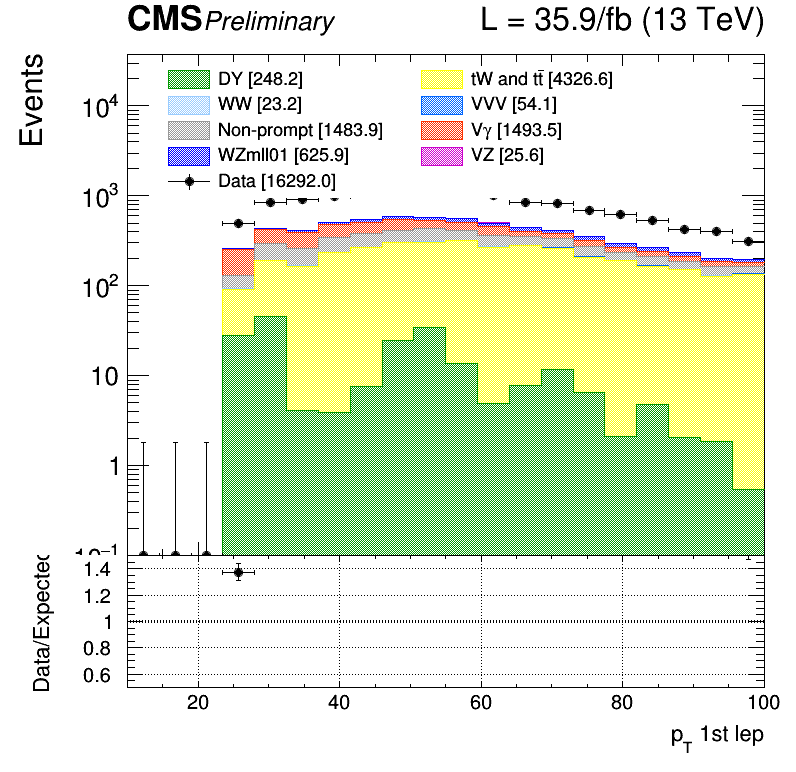 CMS Preliminary L = 35.9/fb (13 TeV)
Events
DY [248.2] tW and tt̄ [4326.6]
WW [23.2] VVV [54.1]
Non-prompt [1483.9] Vγ [1493.5]
WZmll01 [625.9] VZ [25.6]
Data [16292.0]
10⁴
10³
10²
10
1
10⁻¹
Data/Expected
1.4
1.2
1
0.8
0.6
20 40 60 80 100
p_T 1st lep